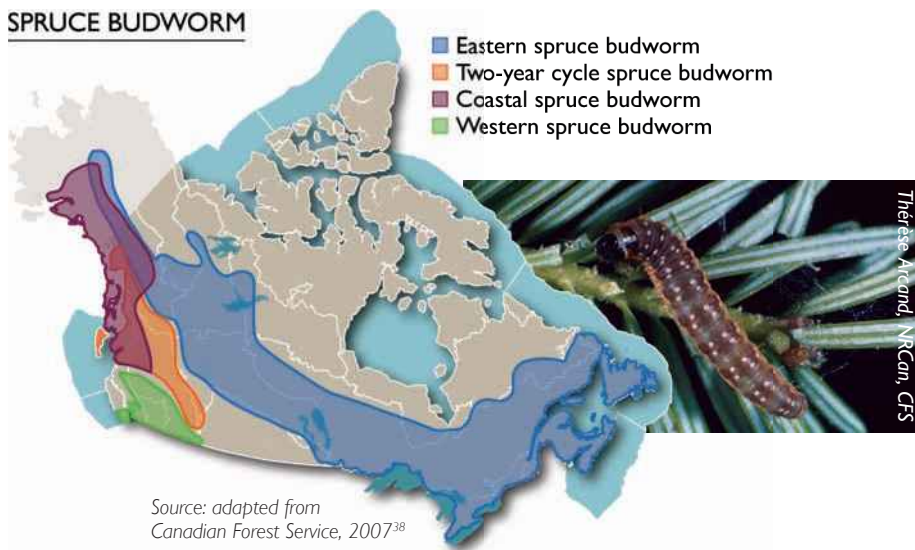 SPRUCE BUDWORM
Eastern spruce budworm
Two-year cycle spruce budworm
Coastal spruce budworm
Western spruce budworm
Thérèse Arcand, NRCan, CFS
Source: adapted from
Canadian Forest Service, 2007³⁸